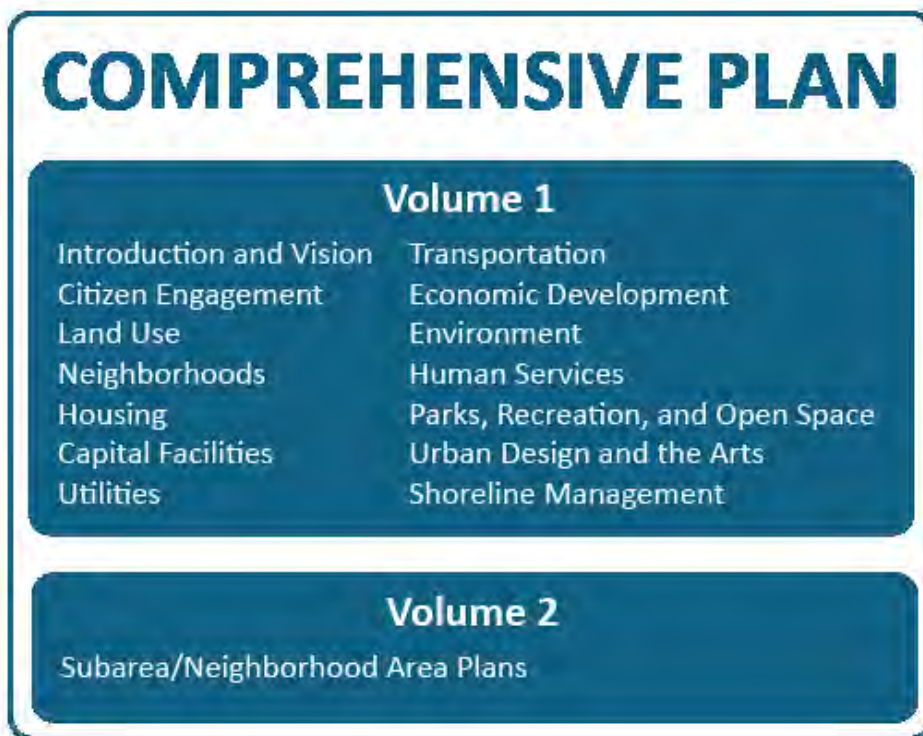 COMPREHENSIVE PLAN
Volume 1
Introduction and Vision
Citizen Engagement
Land Use
Neighborhoods
Housing
Capital Facilities
Utilities
Transportation
Economic Development
Environment
Human Services
Parks, Recreation, and Open Space
Urban Design and the Arts
Shoreline Management
Volume 2
Subarea/Neighborhood Area Plans